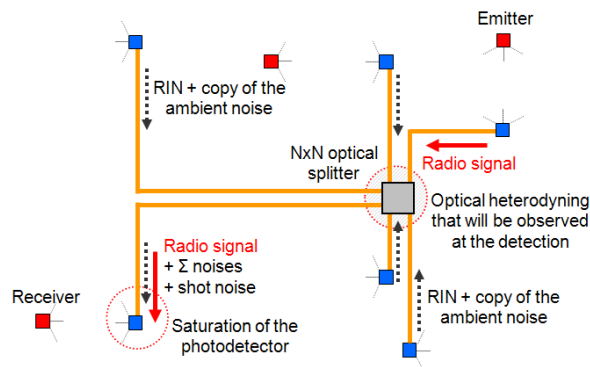 Emitter
RIN + copy of the
ambient noise
NxN optical
splitter
Radio signal
Optical heterodyning
that will be observed
at the detection
Radio signal
+ Σ noises
+ shot noise
Receiver
Saturation of the
photodetector
RIN + copy of the
ambient noise